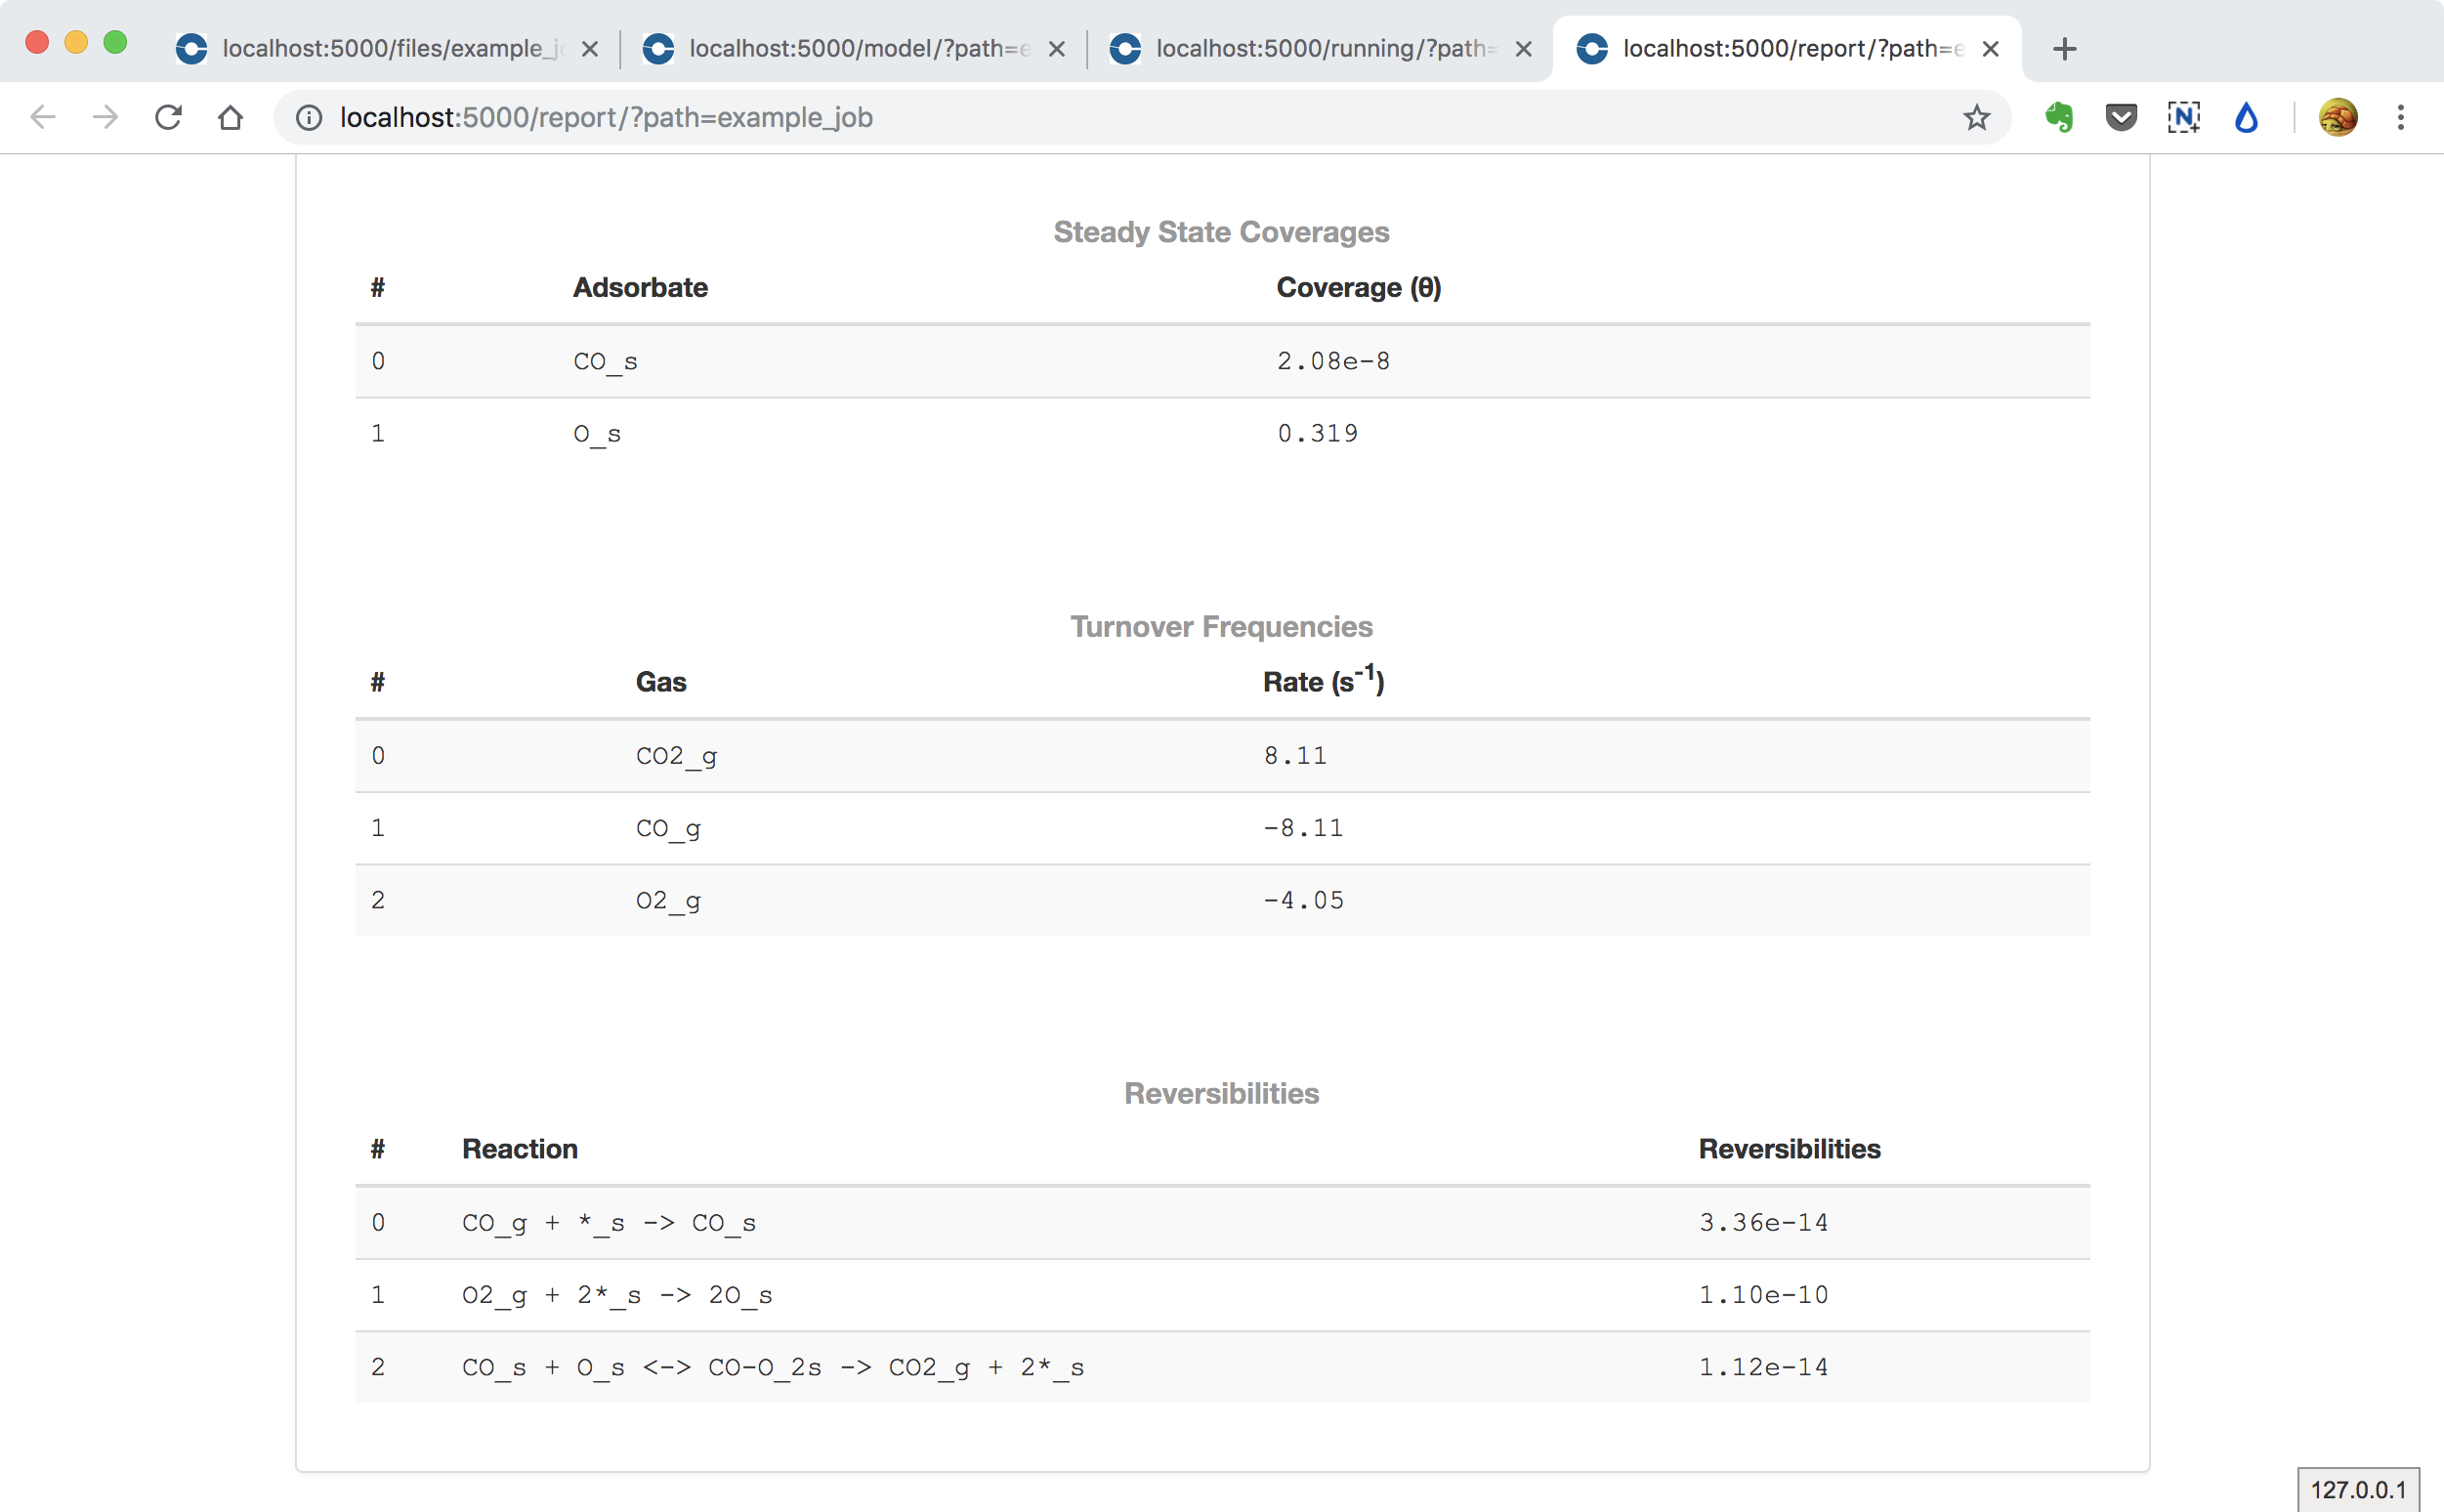 localhost:5000/files/example_j
localhost:5000/model/?path=e
localhost:5000/running/?path=
localhost:5000/report/?path=e
localhost:5000/report/?path=example_job
Steady State Coverages
# Adsorbate Coverage (θ)
0 CO_s 2.08e-8
1 O_s 0.319
Turnover Frequencies
# Gas Rate (s⁻¹)
0 CO2_g 8.11
1 CO_g -8.11
2 O2_g -4.05
Reversibilities
# Reaction Reversibilities
0 CO_g + *_s -> CO_s 3.36e-14
1 O2_g + 2*_s -> 2O_s 1.10e-10
2 CO_s + O_s <-> CO-O_2s -> CO2_g + 2*_s 1.12e-14
127.0.0.1